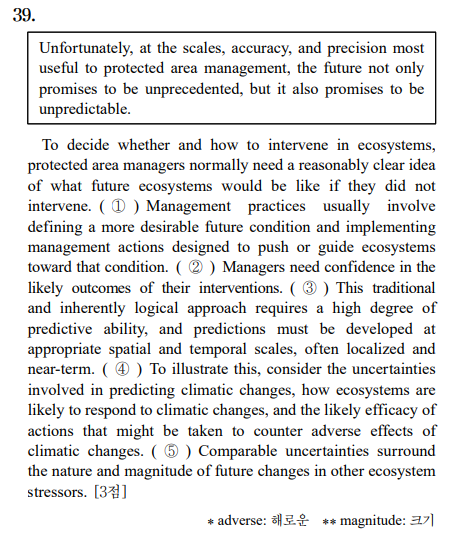 39.
Unfortunately, at the scales, accuracy, and precision most
useful to protected area management, the future not only
promises to be unprecedented, but it also promises to be
unpredictable.
To decide whether and how to intervene in ecosystems,
protected area managers normally need a reasonably clear idea
of what future ecosystems would be like if they did not
intervene. ( ① ) Management practices usually involve
defining a more desirable future condition and implementing
management actions designed to push or guide ecosystems
toward that condition. ( ② ) Managers need confidence in the
likely outcomes of their interventions. ( ③ ) This traditional
and inherently logical approach requires a high degree of
predictive ability, and predictions must be developed at
appropriate spatial and temporal scales, often localized and
near-term. ( ④ ) To illustrate this, consider the uncertainties
involved in predicting climatic changes, how ecosystems are
likely to respond to climatic changes, and the likely efficacy of
actions that might be taken to counter adverse effects of
climatic changes. ( ⑤ ) Comparable uncertainties surround
the nature and magnitude of future changes in other ecosystem
stressors. [3점]
* adverse: 해로운 ** magnitude: 크기